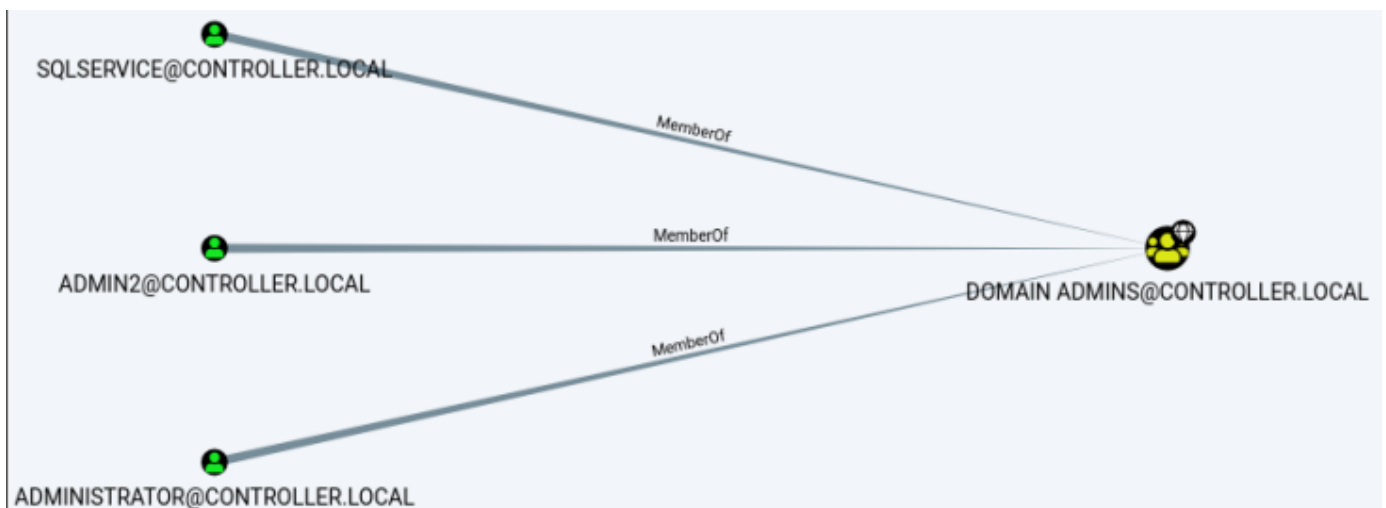 SQLSERVICE@CONTROLLER.LOCAL
MemberOf
MemberOf
ADMIN2@CONTROLLER.LOCAL
DOMAIN ADMINS@CONTROLLER.LOCAL
MemberOf
ADMINISTRATOR@CONTROLLER.LOCAL